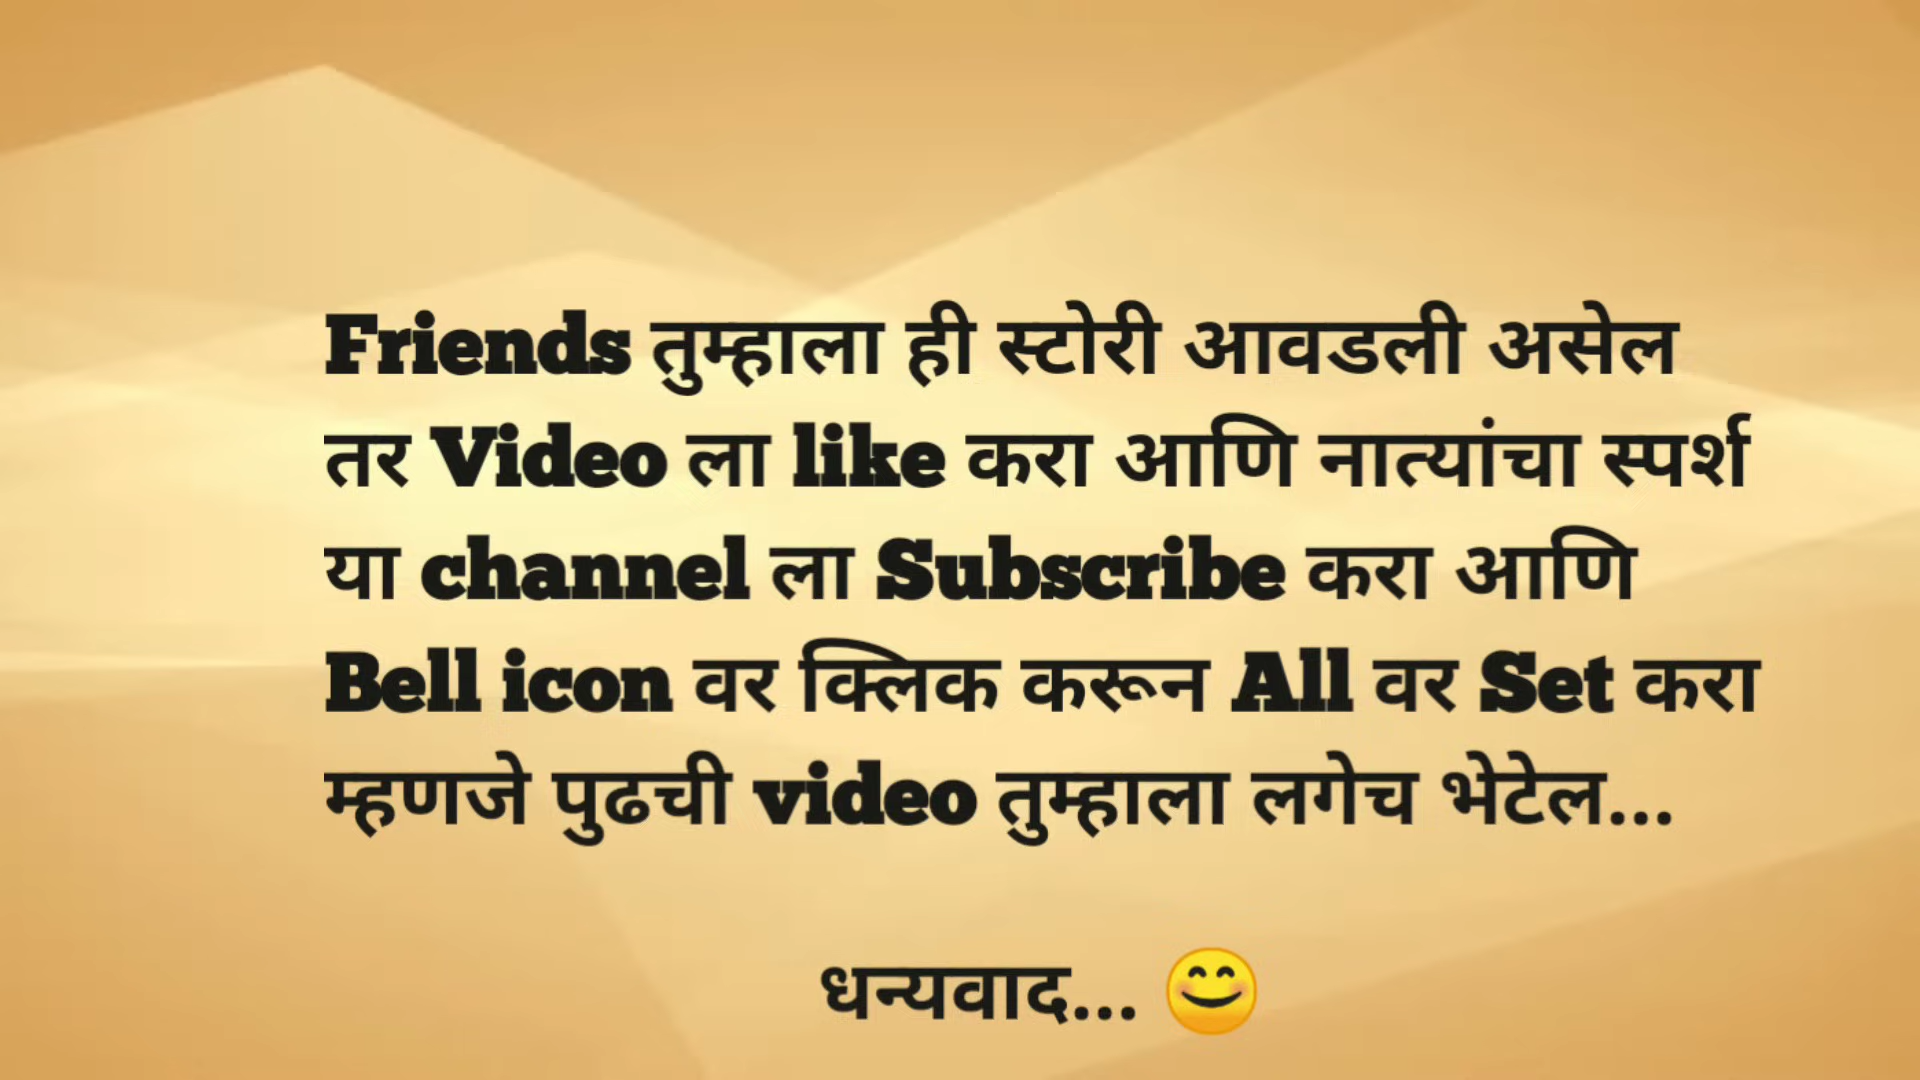 Friends तुम्हाला ही स्टोरी आवडली असेल
तर Video ला like करा आणि नात्यांचा स्पर्श
या channel ला Subscribe करा आणि
Bell icon वर क्लिक करून All वर Set करा
म्हणजे पुढची video तुम्हाला लगेच भेटेल...
धन्यवाद... 😊